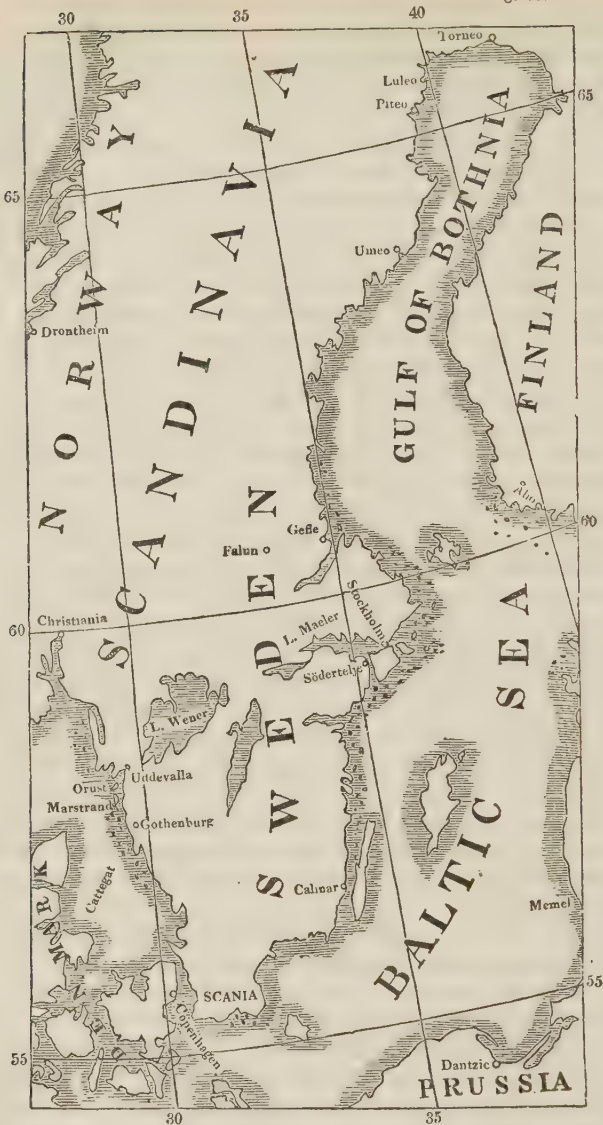 30
35
40
Torneo
Luleo
Piteo
65
65
NORWAY
SCANDINAVIA
GULF OF BOTHNIA
FINLAND
Umeo
Drontheim
Åbo
60
Gefle
Falun
Stockholm
Christiania
60
L. Maeler
Södertelje
SWEDEN
BALTIC SEA
L. Wener
Uddevalla
Orust
Marstrand
Gothenburg
Cattegat
DENMARK
Calmar
Memel
SCANIA
Copenhagen
55
55
Dantzic
PRUSSIA
30
35